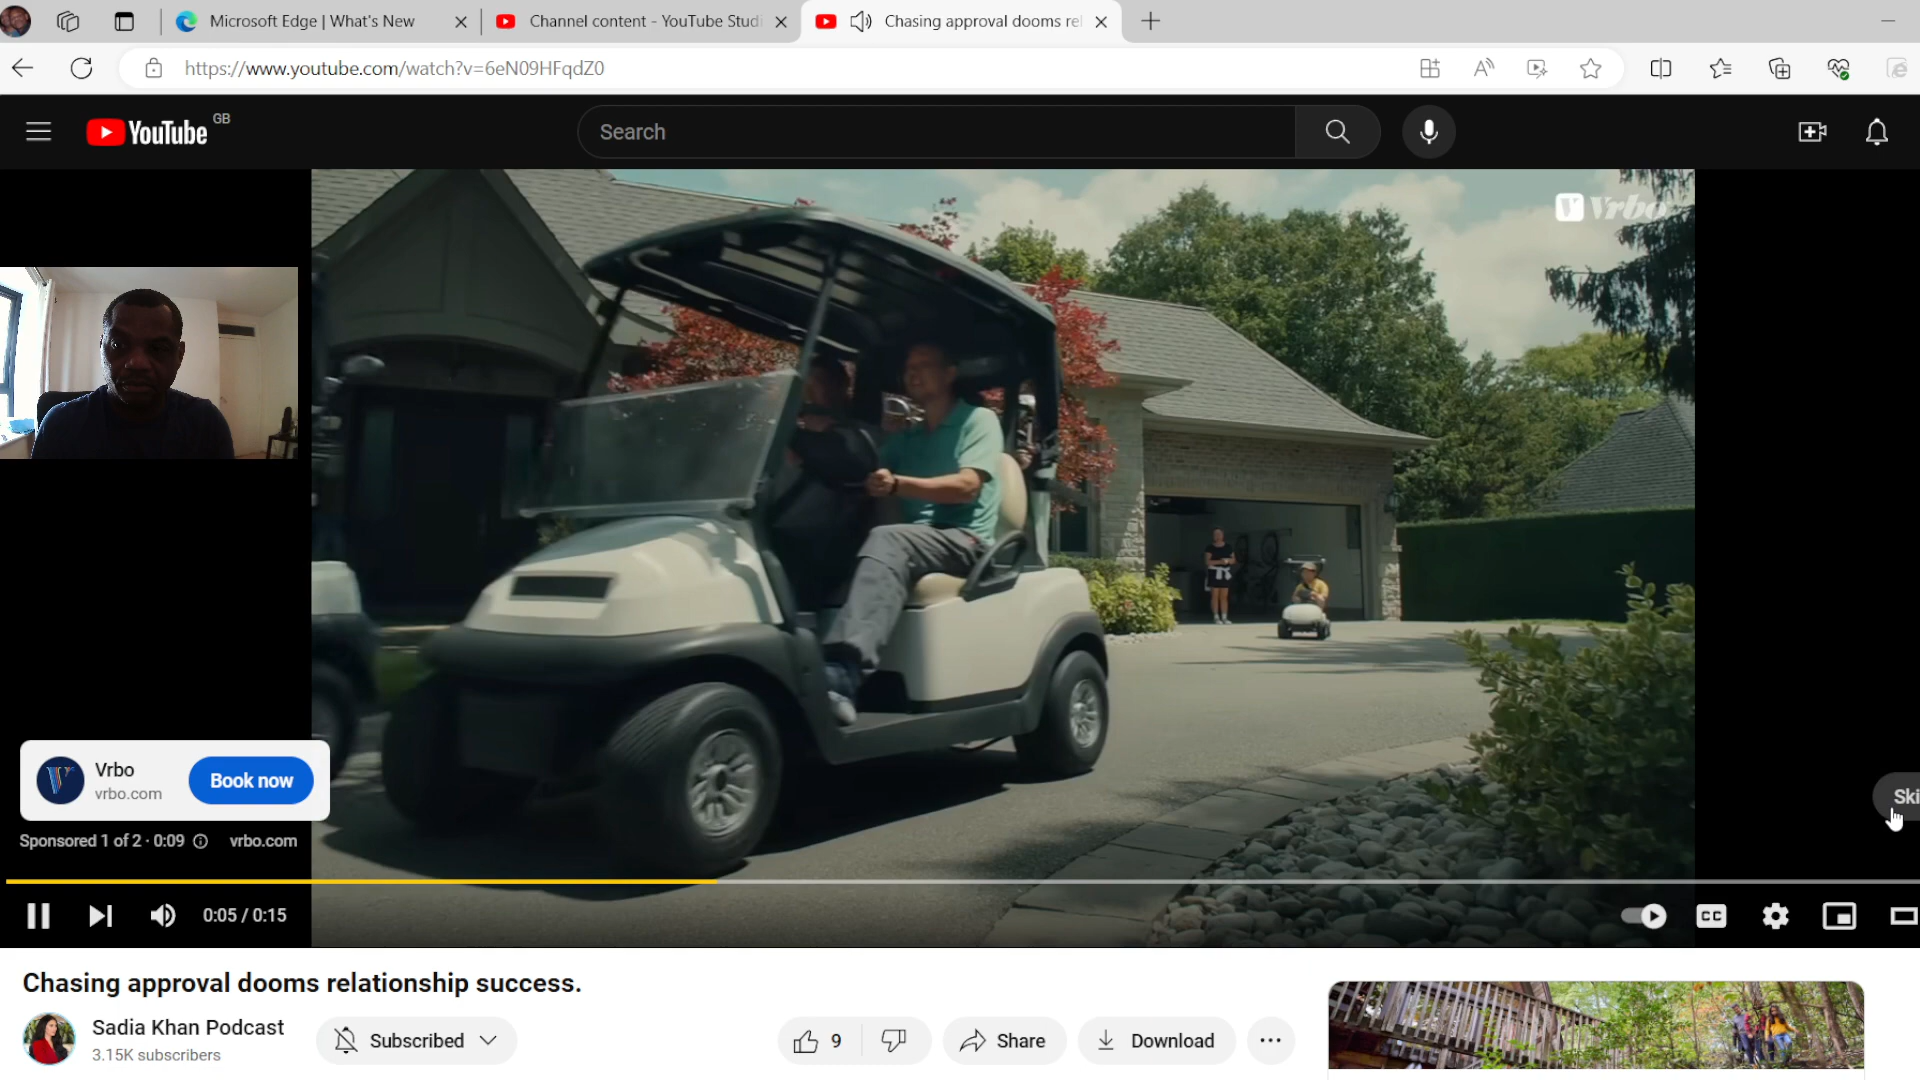 Microsoft Edge | What's New
Channel content - YouTube Studi
Chasing approval dooms rel
https://www.youtube.com/watch?v=6eN09HFqdZ0
YouTube GB
Search
Vrbo
Vrbo
vrbo.com
Book now
Ski
Sponsored 1 of 2 · 0:09
vrbo.com
0:05 / 0:15
CC
Chasing approval dooms relationship success.
Sadia Khan Podcast
3.15K subscribers
Subscribed
9
Share
Download